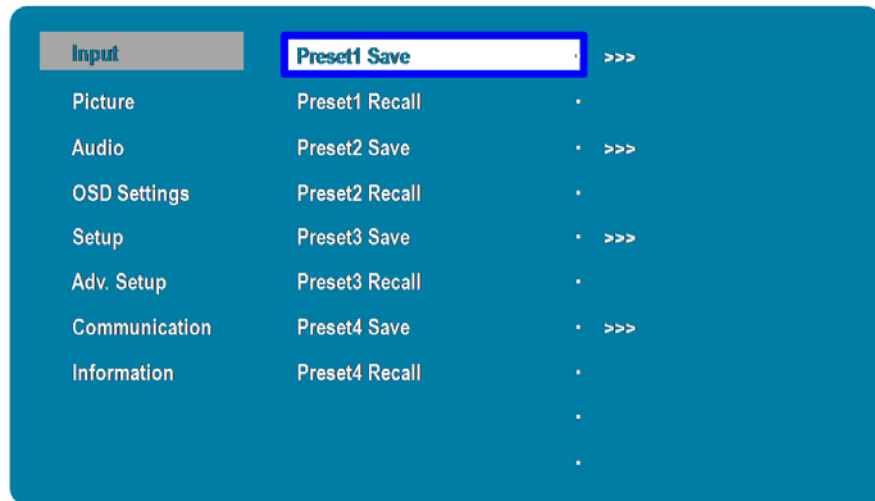 Input Preset1 Save · >>>
Picture Preset1 Recall ·
Audio Preset2 Save · >>>
OSD Settings Preset2 Recall ·
Setup Preset3 Save · >>>
Adv. Setup Preset3 Recall ·
Communication Preset4 Save · >>>
Information Preset4 Recall ·
·
·